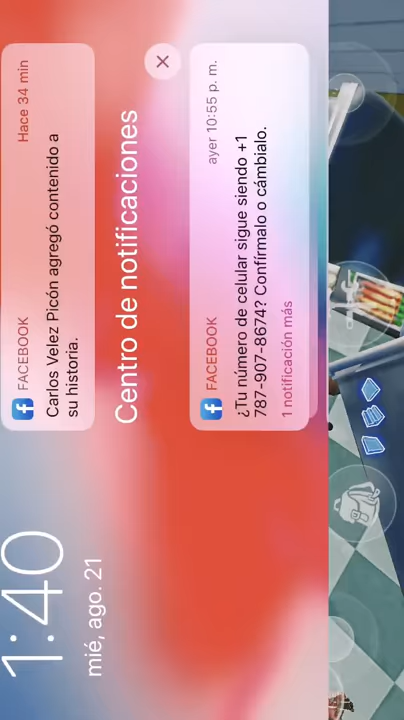 1:40
mié, ago. 21
FACEBOOK
Hace 34 min
Carlos Velez Picón agregó contenido a
su historia.
Centro de notificaciones
FACEBOOK
ayer 10:55 p. m.
¿Tu número de celular sigue siendo +1
787-907-8674? Confírmalo o cámbialo.
1 notificación más